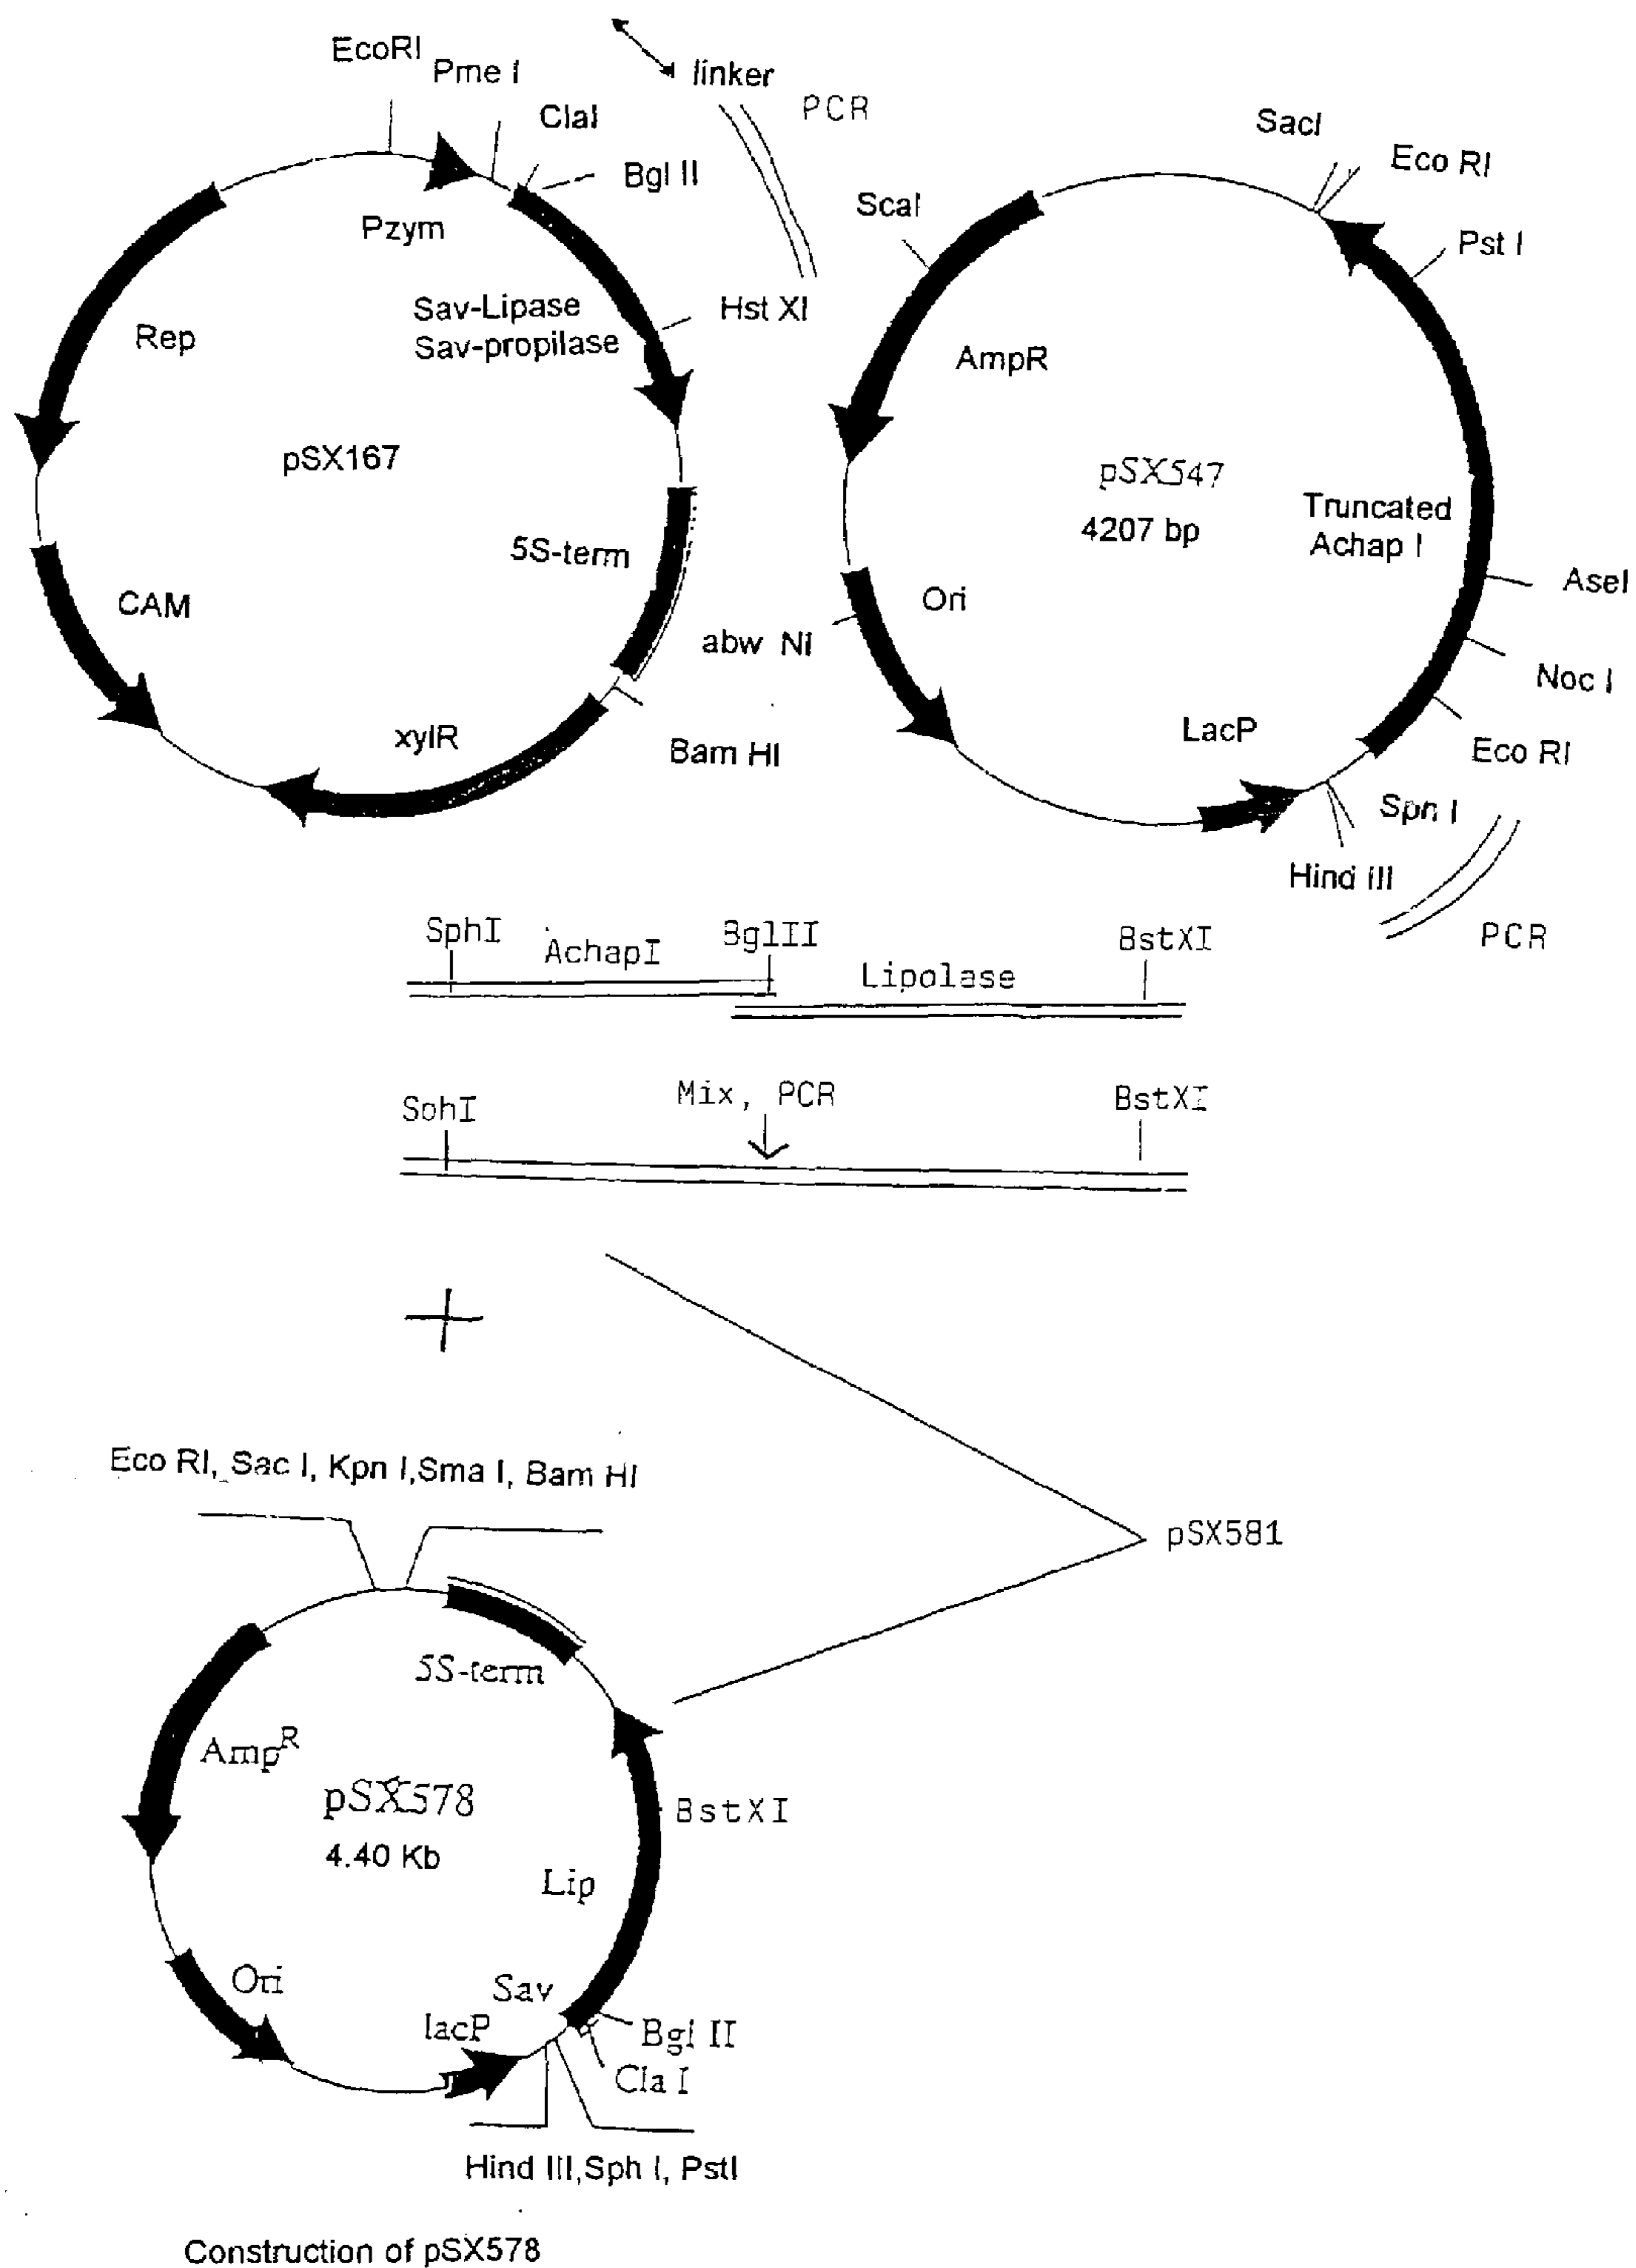 EcoRI
Pme I
ClaI
Bgl II
linker
PCR
Pzym
Rep
Sav-Lipase
Sav-propilase
Hst XI
pSX167
5S-term
CAM
xylR
Bam HI
SacI
Eco RI
ScaI
Pst I
AmpR
pSX547
4207 bp
Truncated
Achap I
AseI
Ori
abw NI
Noc I
LacP
Eco RI
Spn I
Hind III
PCR
SphI
AchapI
BglII
BstXI
Lipolase
Mix, PCR
SohI
BstXI
+
Eco RI, Sac I, Kpn I,Sma I, Bam HI
pSX581
5S-term
AmpR
pSX578
4.40 Kb
BstXI
Lip
Ori
Sav
lacP
Bgl II
Cla I
Hind III,Sph I, PstI
Construction of pSX578